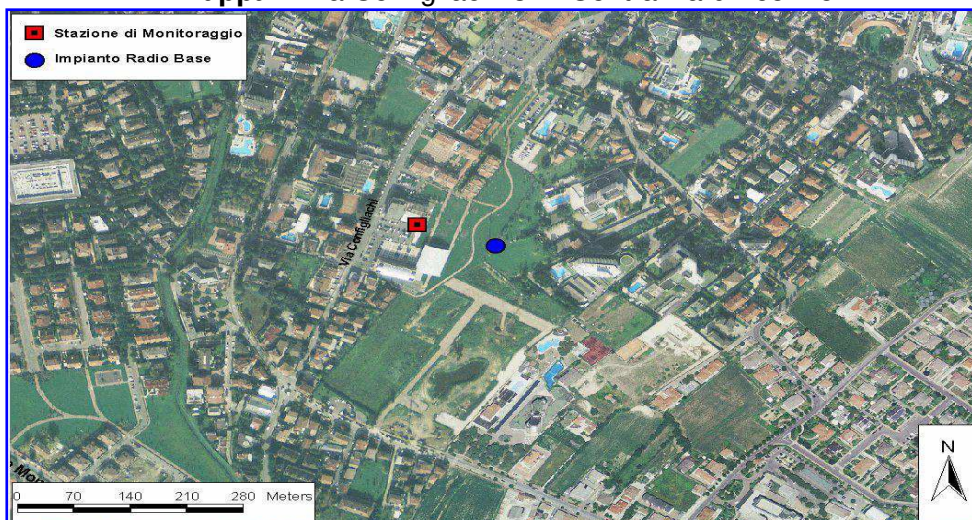 Stazione di Monitoraggio
Impianto Radio Base
Via Configliachi
N
0 70 140 210 280 Meters